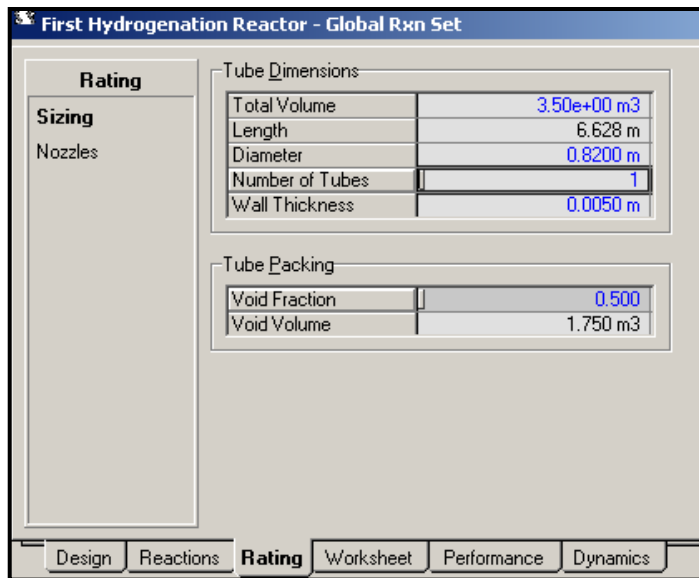 First Hydrogenation Reactor - Global Rxn Set
Rating
Sizing
Nozzles
Tube Dimensions
Total Volume 3.50e+00 m3
Length 6.628 m
Diameter 0.8200 m
Number of Tubes 1
Wall Thickness 0.0050 m
Tube Packing
Void Fraction 0.500
Void Volume 1.750 m3
Design Reactions Rating Worksheet Performance Dynamics